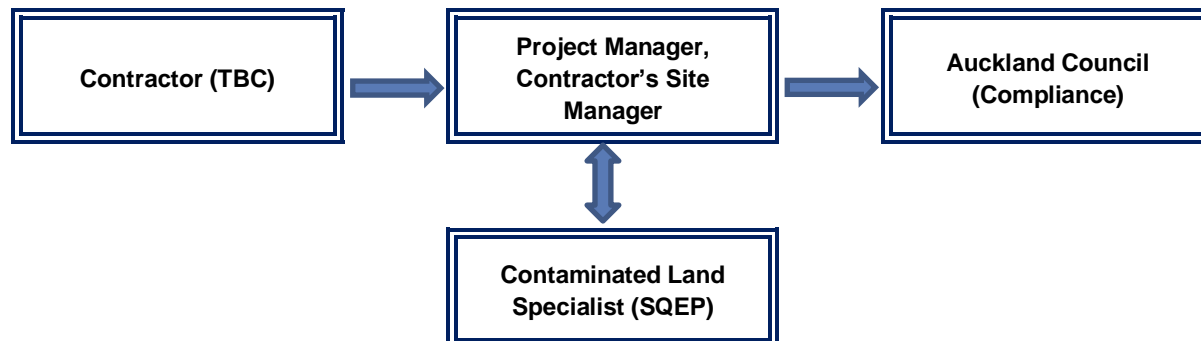 Contractor (TBC)
Project Manager,
Contractor’s Site
Manager
Auckland Council
(Compliance)
Contaminated Land
Specialist (SQEP)